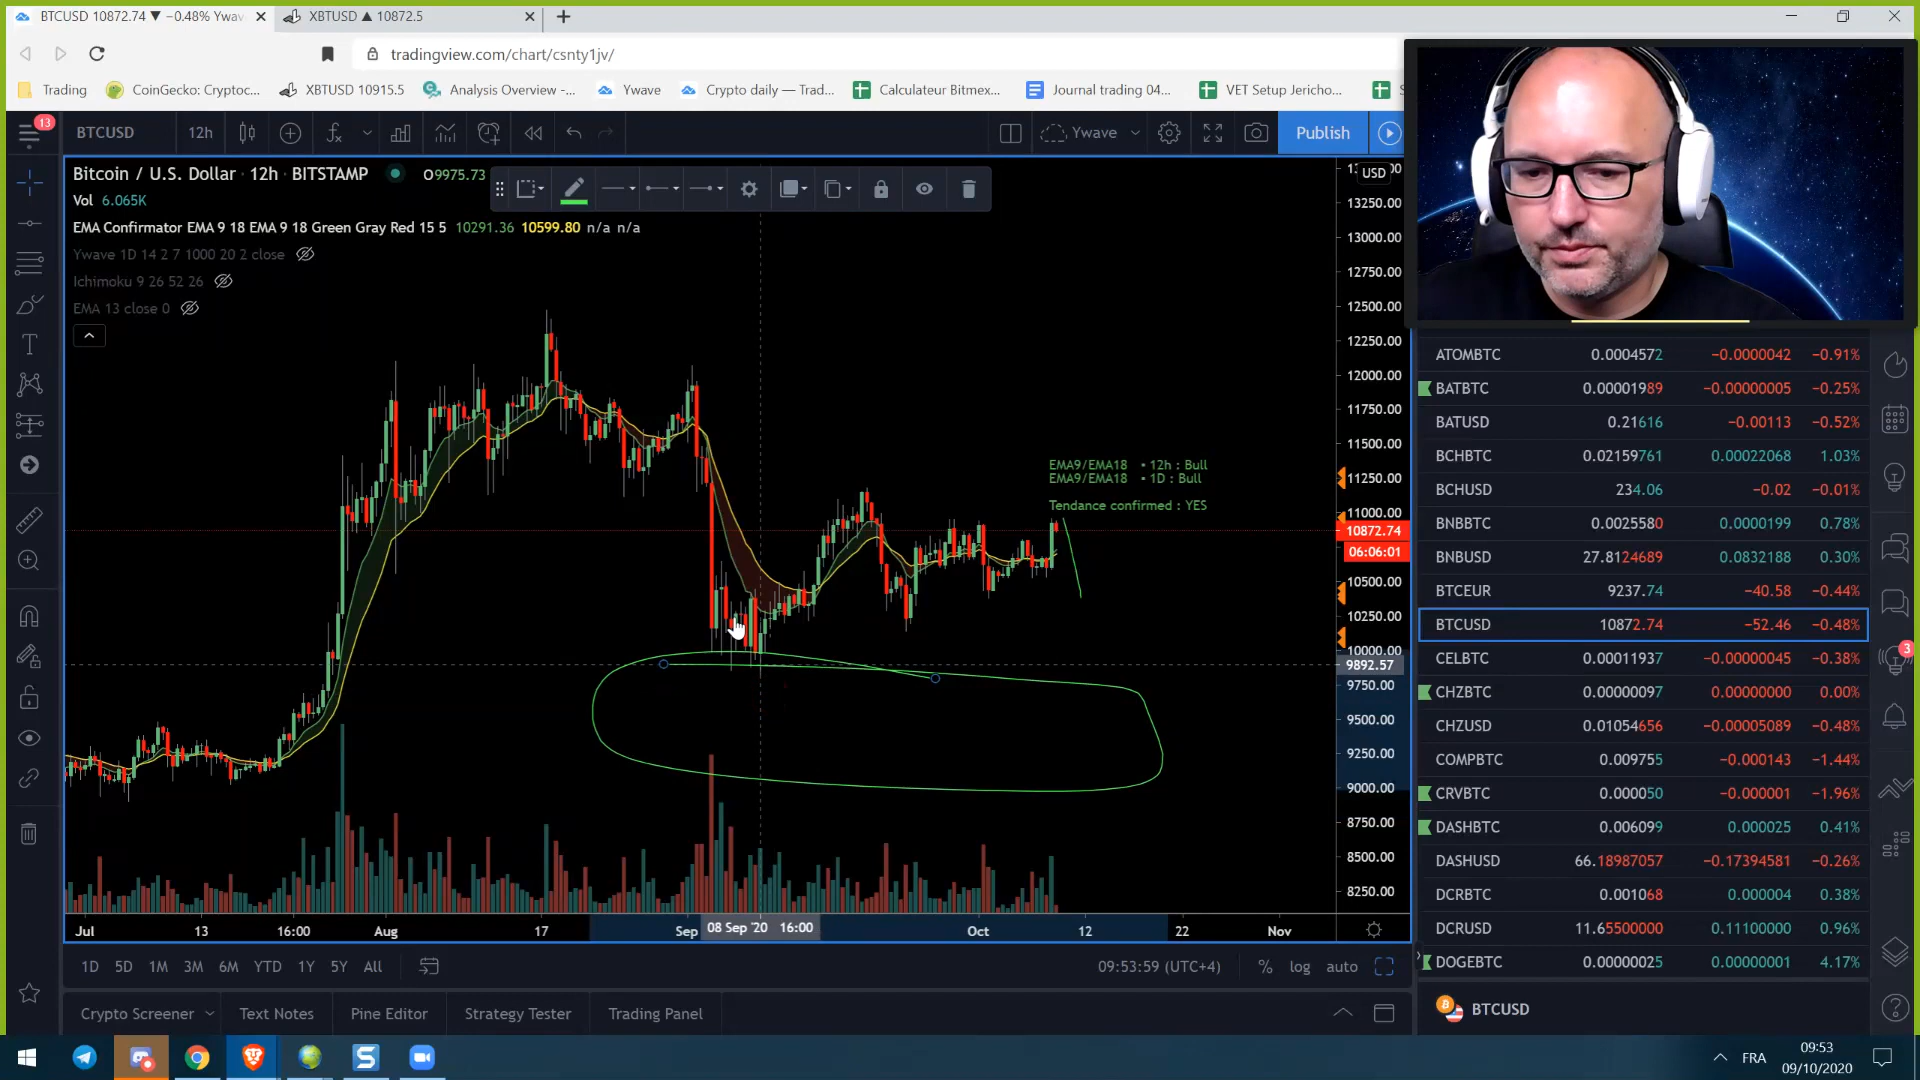 BTCUSD 10872.74 ▼ −0.48% Ywav
XBTUSD ▲ 10872.5
tradingview.com/chart/csnty1jv/
Trading
CoinGecko: Cryptoc...
XBTUSD 10915.5
Analysis Overview -...
Ywave
Crypto daily — Trad...
Calculateur Bitmex...
Journal trading 04...
VET Setup Jericho...
13
BTCUSD
12h
Ywave
Publish
Bitcoin / U.S. Dollar · 12h · BITSTAMP
O9975.73
USD
Vol 6.065K
EMA Confirmator EMA 9 18 EMA 9 18 Green Gray Red 15 5 10291.36 10599.80 n/a n/a
Ywave 1D 14 2 7 1000 20 2 close
Ichimoku 9 26 52 26
EMA 13 close 0
EMA9/EMA18 • 12h : Bull
EMA9/EMA18 • 1D : Bull
Tendance confirmed : YES
13250.00
13000.00
12750.00
12500.00
12250.00
12000.00
11750.00
11500.00
11250.00
11000.00
10872.74
06:06:01
10500.00
10250.00
10000.00
9892.57
9750.00
9500.00
9250.00
9000.00
8750.00
8500.00
8250.00
Jul
13
16:00
Aug
17
Sep
08 Sep '20 16:00
Oct
12
22
Nov
1D 5D 1M 3M 6M YTD 1Y 5Y All
09:53:59 (UTC+4) % log auto
Crypto Screener
Text Notes
Pine Editor
Strategy Tester
Trading Panel
ATOMBTC 0.0004572 −0.0000042 −0.91%
BATBTC 0.00001989 −0.00000005 −0.25%
BATUSD 0.21616 −0.00113 −0.52%
BCHBTC 0.02159761 0.00022068 1.03%
BCHUSD 234.06 −0.02 −0.01%
BNBBTC 0.0025580 0.0000199 0.78%
BNBUSD 27.8124689 0.0832188 0.30%
BTCEUR 9237.74 −40.58 −0.44%
BTCUSD 10872.74 −52.46 −0.48%
CELBTC 0.00011937 −0.00000045 −0.38%
CHZBTC 0.00000097 0.00000000 0.00%
CHZUSD 0.01054656 −0.00005089 −0.48%
COMPBTC 0.009755 −0.000143 −1.44%
CRVBTC 0.000050 −0.000001 −1.96%
DASHBTC 0.006099 0.000025 0.41%
DASHUSD 66.18987057 −0.17394581 −0.26%
DCRBTC 0.001068 0.000004 0.38%
DCRUSD 11.65500000 0.11100000 0.96%
DOGEBTC 0.00000025 0.00000001 4.17%
BTCUSD
3
FRA
09:53
09/10/2020